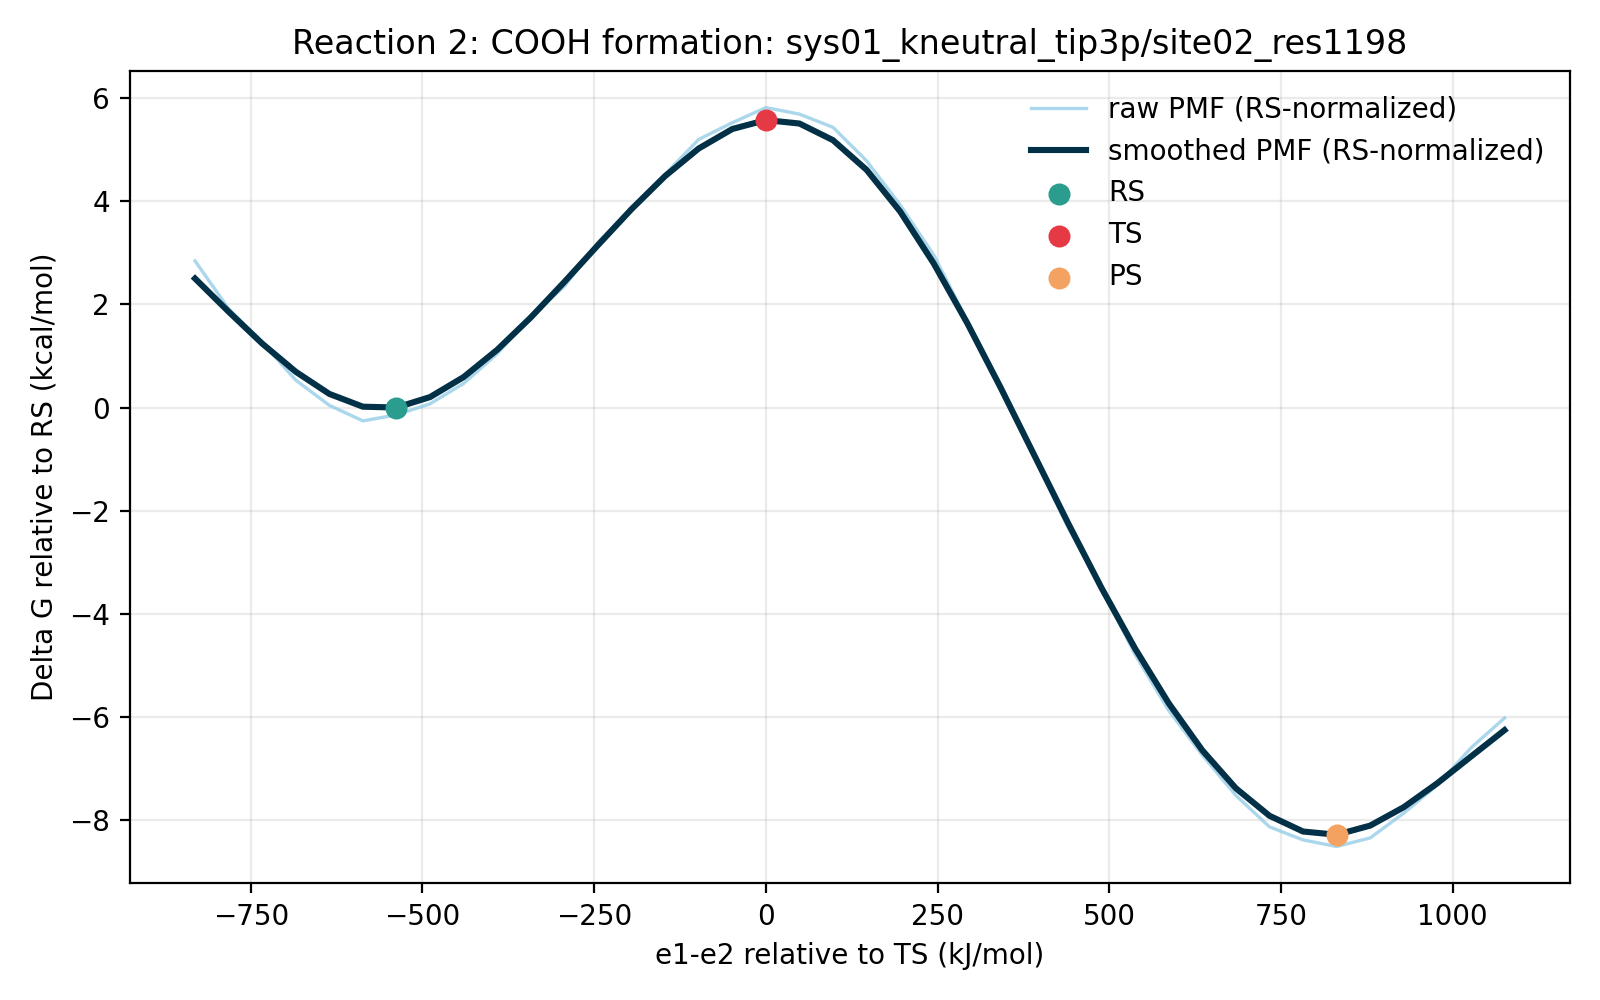 Reaction 2: COOH formation: sys01_kneutral_tip3p/site02_res1198
raw PMF (RS-normalized)
smoothed PMF (RS-normalized)
RS
TS
PS
Delta G relative to RS (kcal/mol)
6
4
2
0
−2
−4
−6
−8
−750
−500
−250
0
250
500
750
1000
e1-e2 relative to TS (kJ/mol)